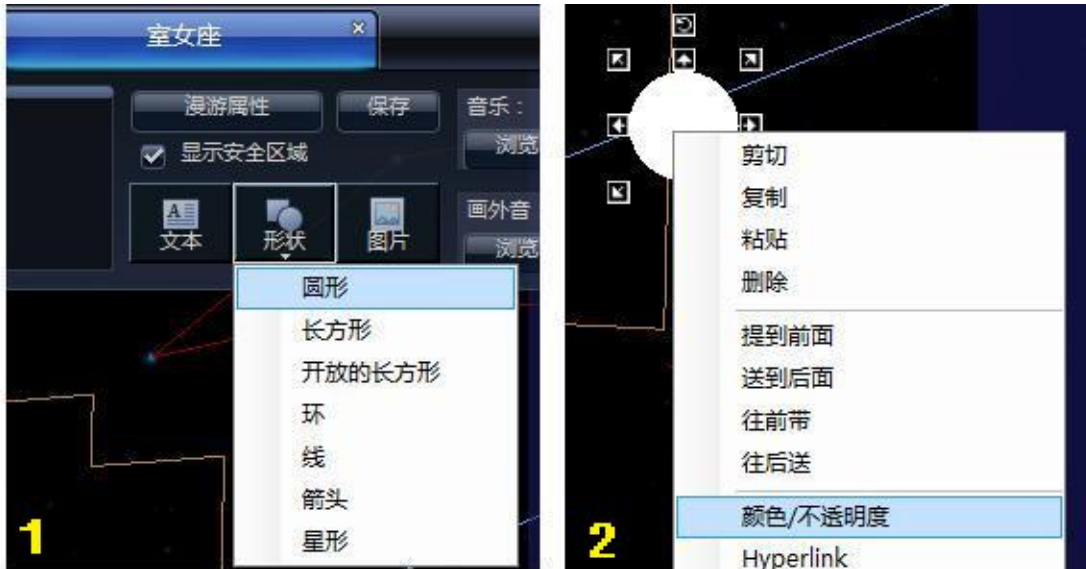 室女座
漫游属性
保存
音乐：
浏览
显示安全区域
文本
形状
图片
画外音
浏览
圆形
长方形
开放的长方形
环
线
箭头
星形
1
剪切
复制
粘贴
删除
提到前面
送到后面
往前带
往后送
颜色/不透明度
Hyperlink
2